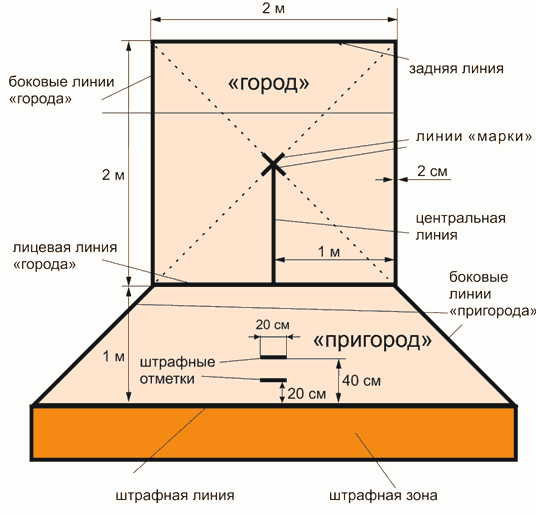 2 м
боковые линии
«города»
«город»
задняя линия
линии «марки»
2 м
2 см
центральная
линия
лицевая линия
«города»
1 м
боковые
линии
«пригорода»
20 см
«пригород»
1 м
штрафные
отметки
40 см
20 см
штрафная линия
штрафная зона